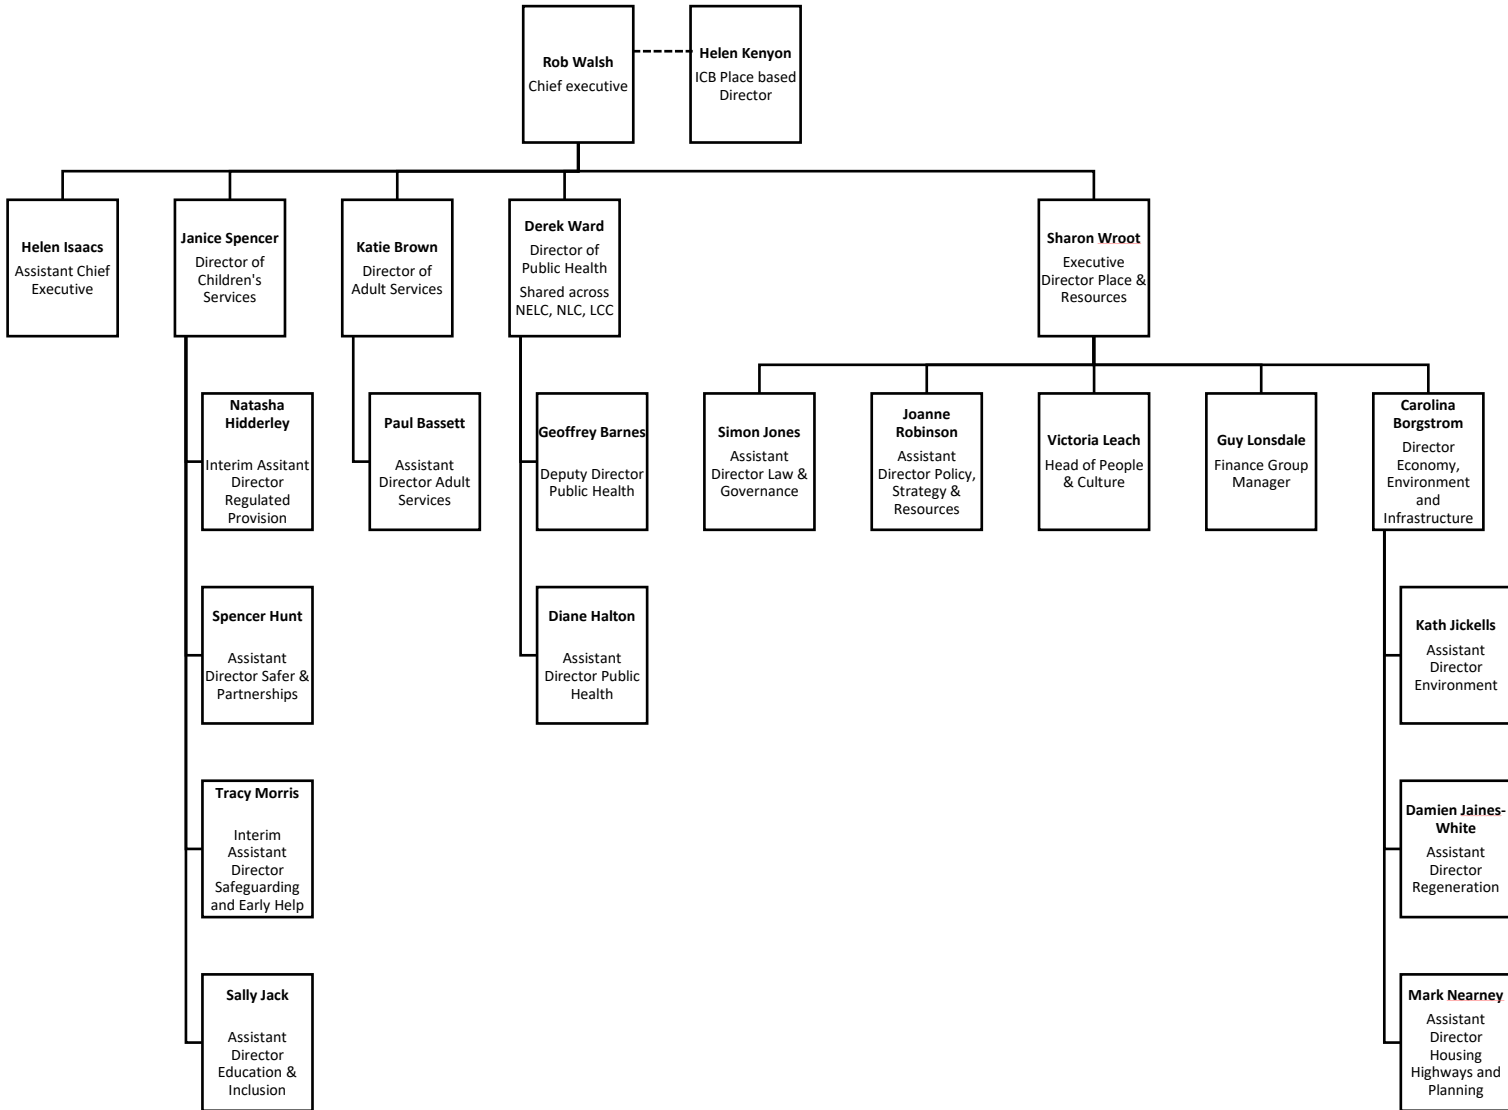 Rob Walsh
Chief executive
Helen Kenyon
ICB Place based
Director
Helen Isaacs
Assistant Chief
Executive
Janice Spencer
Director of
Children's
Services
Katie Brown
Director of
Adult Services
Derek Ward
Director of
Public Health
Shared across
NELC, NLC, LCC
Sharon Wroot
Executive
Director Place &
Resources
Natasha
Hidderley
Interim Assitant
Director
Regulated
Provision
Paul Bassett
Assistant
Director Adult
Services
Geoffrey Barnes
Deputy Director
Public Health
Simon Jones
Assistant
Director Law &
Governance
Joanne
Robinson
Assistant
Director Policy,
Strategy &
Resources
Victoria Leach
Head of People
& Culture
Guy Lonsdale
Finance Group
Manager
Carolina
Borgstrom
Director
Economy,
Environment
and
Infrastructure
Spencer Hunt
Assistant
Director Safer &
Partnerships
Diane Halton
Assistant
Director Public
Health
Kath Jickells
Assistant
Director
Environment
Tracy Morris
Interim
Assistant
Director
Safeguarding
and Early Help
Damien Jaines-
White
Assistant
Director
Regeneration
Sally Jack
Assistant
Director
Education &
Inclusion
Mark Nearney
Assistant
Director
Housing
Highways and
Planning